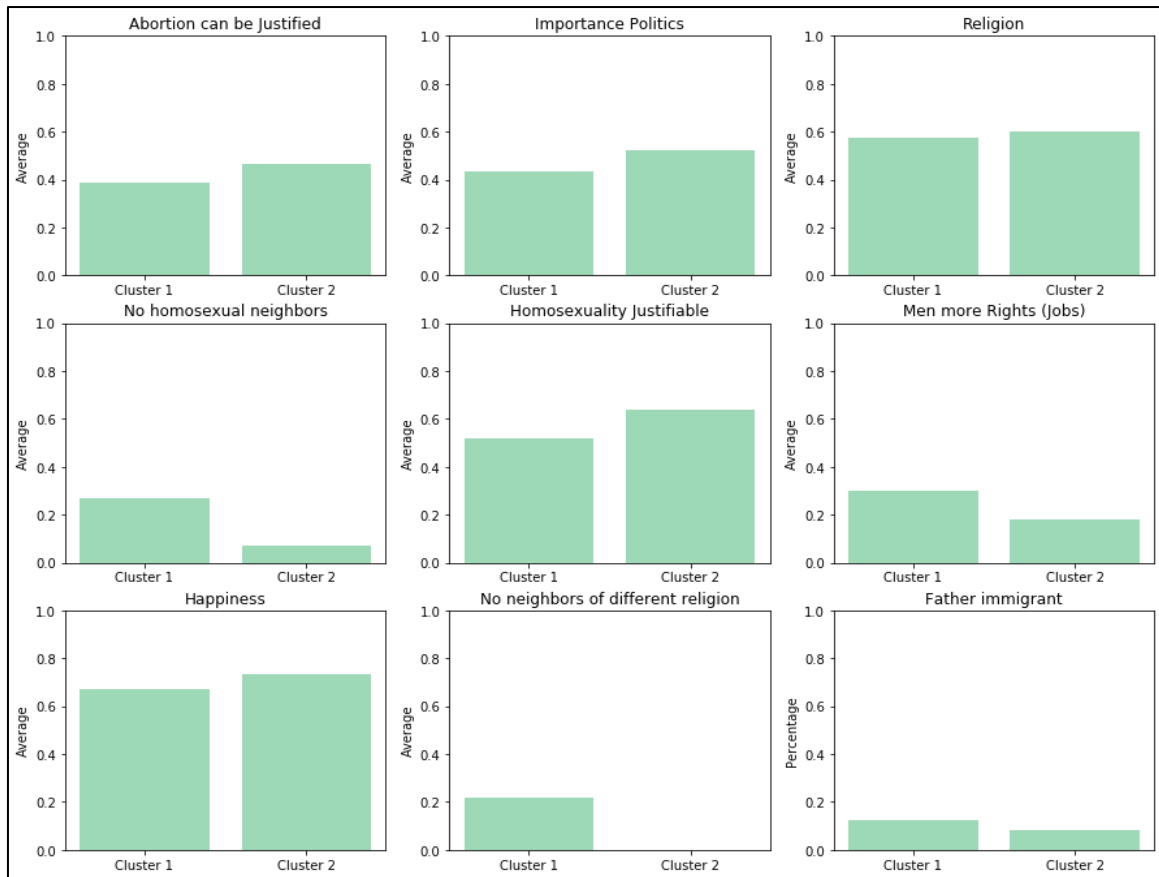 Abortion can be Justified
1.0
0.8
0.6
0.4
0.2
0.0
Average
Cluster 1
Cluster 2
Importance Politics
1.0
0.8
0.6
0.4
0.2
0.0
Average
Cluster 1
Cluster 2
Religion
1.0
0.8
0.6
0.4
0.2
0.0
Average
Cluster 1
Cluster 2
No homosexual neighbors
1.0
0.8
0.6
0.4
0.2
0.0
Average
Cluster 1
Cluster 2
Homosexuality Justifiable
1.0
0.8
0.6
0.4
0.2
0.0
Average
Cluster 1
Cluster 2
Men more Rights (Jobs)
1.0
0.8
0.6
0.4
0.2
0.0
Average
Cluster 1
Cluster 2
Happiness
1.0
0.8
0.6
0.4
0.2
0.0
Average
Cluster 1
Cluster 2
No neighbors of different religion
1.0
0.8
0.6
0.4
0.2
0.0
Average
Cluster 1
Cluster 2
Father immigrant
1.0
0.8
0.6
0.4
0.2
0.0
Percentage
Cluster 1
Cluster 2